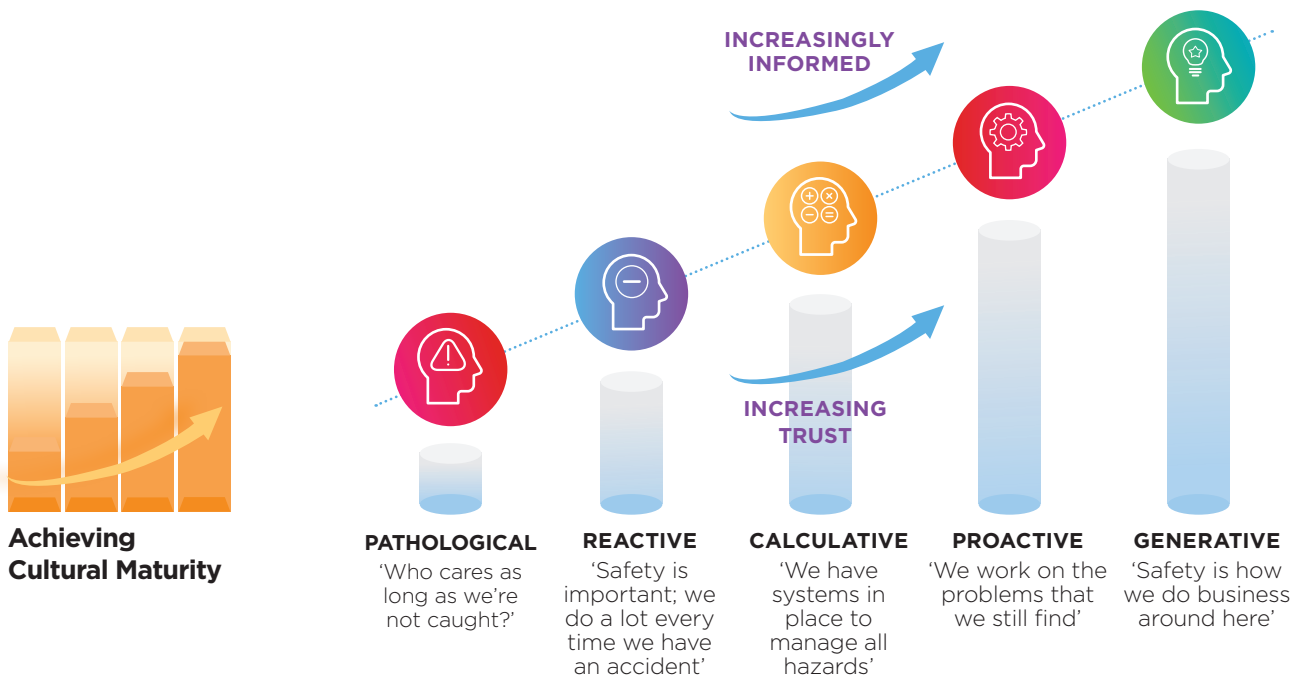 INCREASINGLY
INFORMED
INCREASING
TRUST
Achieving
Cultural Maturity
PATHOLOGICAL
‘Who cares as
long as we’re
not caught?’
REACTIVE
‘Safety is
important; we
do a lot every
time we have
an accident’
CALCULATIVE
‘We have
systems in
place to
manage all
hazards’
PROACTIVE
‘We work on the
problems that
we still find’
GENERATIVE
‘Safety is how
we do business
around here’